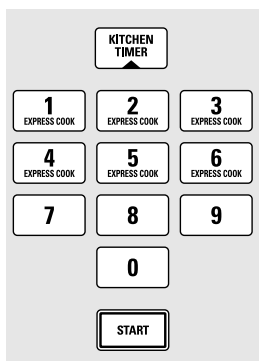 KITCHEN
TIMER
1 2 3
EXPRESS COOK EXPRESS COOK EXPRESS COOK
4 5 6
EXPRESS COOK EXPRESS COOK EXPRESS COOK
7 8 9
0
START